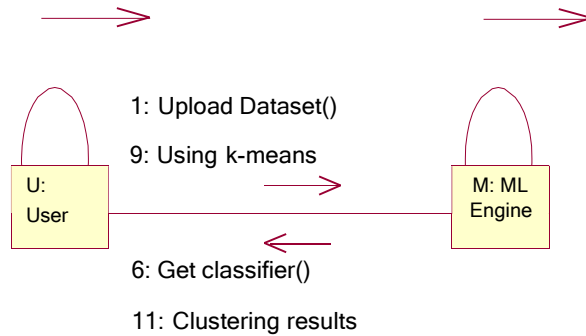 1: Upload Dataset()
9: Using k-means
U:
User
M: ML
Engine
6: Get classifier()
11: Clustering results